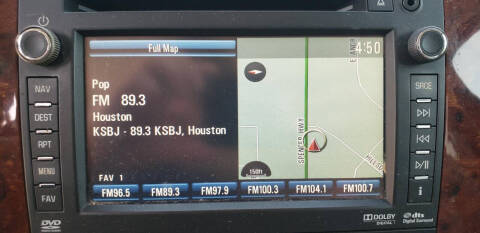 Full Map
4:50
Pop
FM 89.3
Houston
KSBJ - 89.3 KSBJ, Houston
FAV 1
SPENCER HWY
150ft
FM96.5
FM89.3
FM97.9
FM100.3
FM104.1
FM100.7
NAV
DEST
RPT
MENU
FAV
SRCE
i
DVD
DOLBY
DIGITAL
dts
Digital Surround